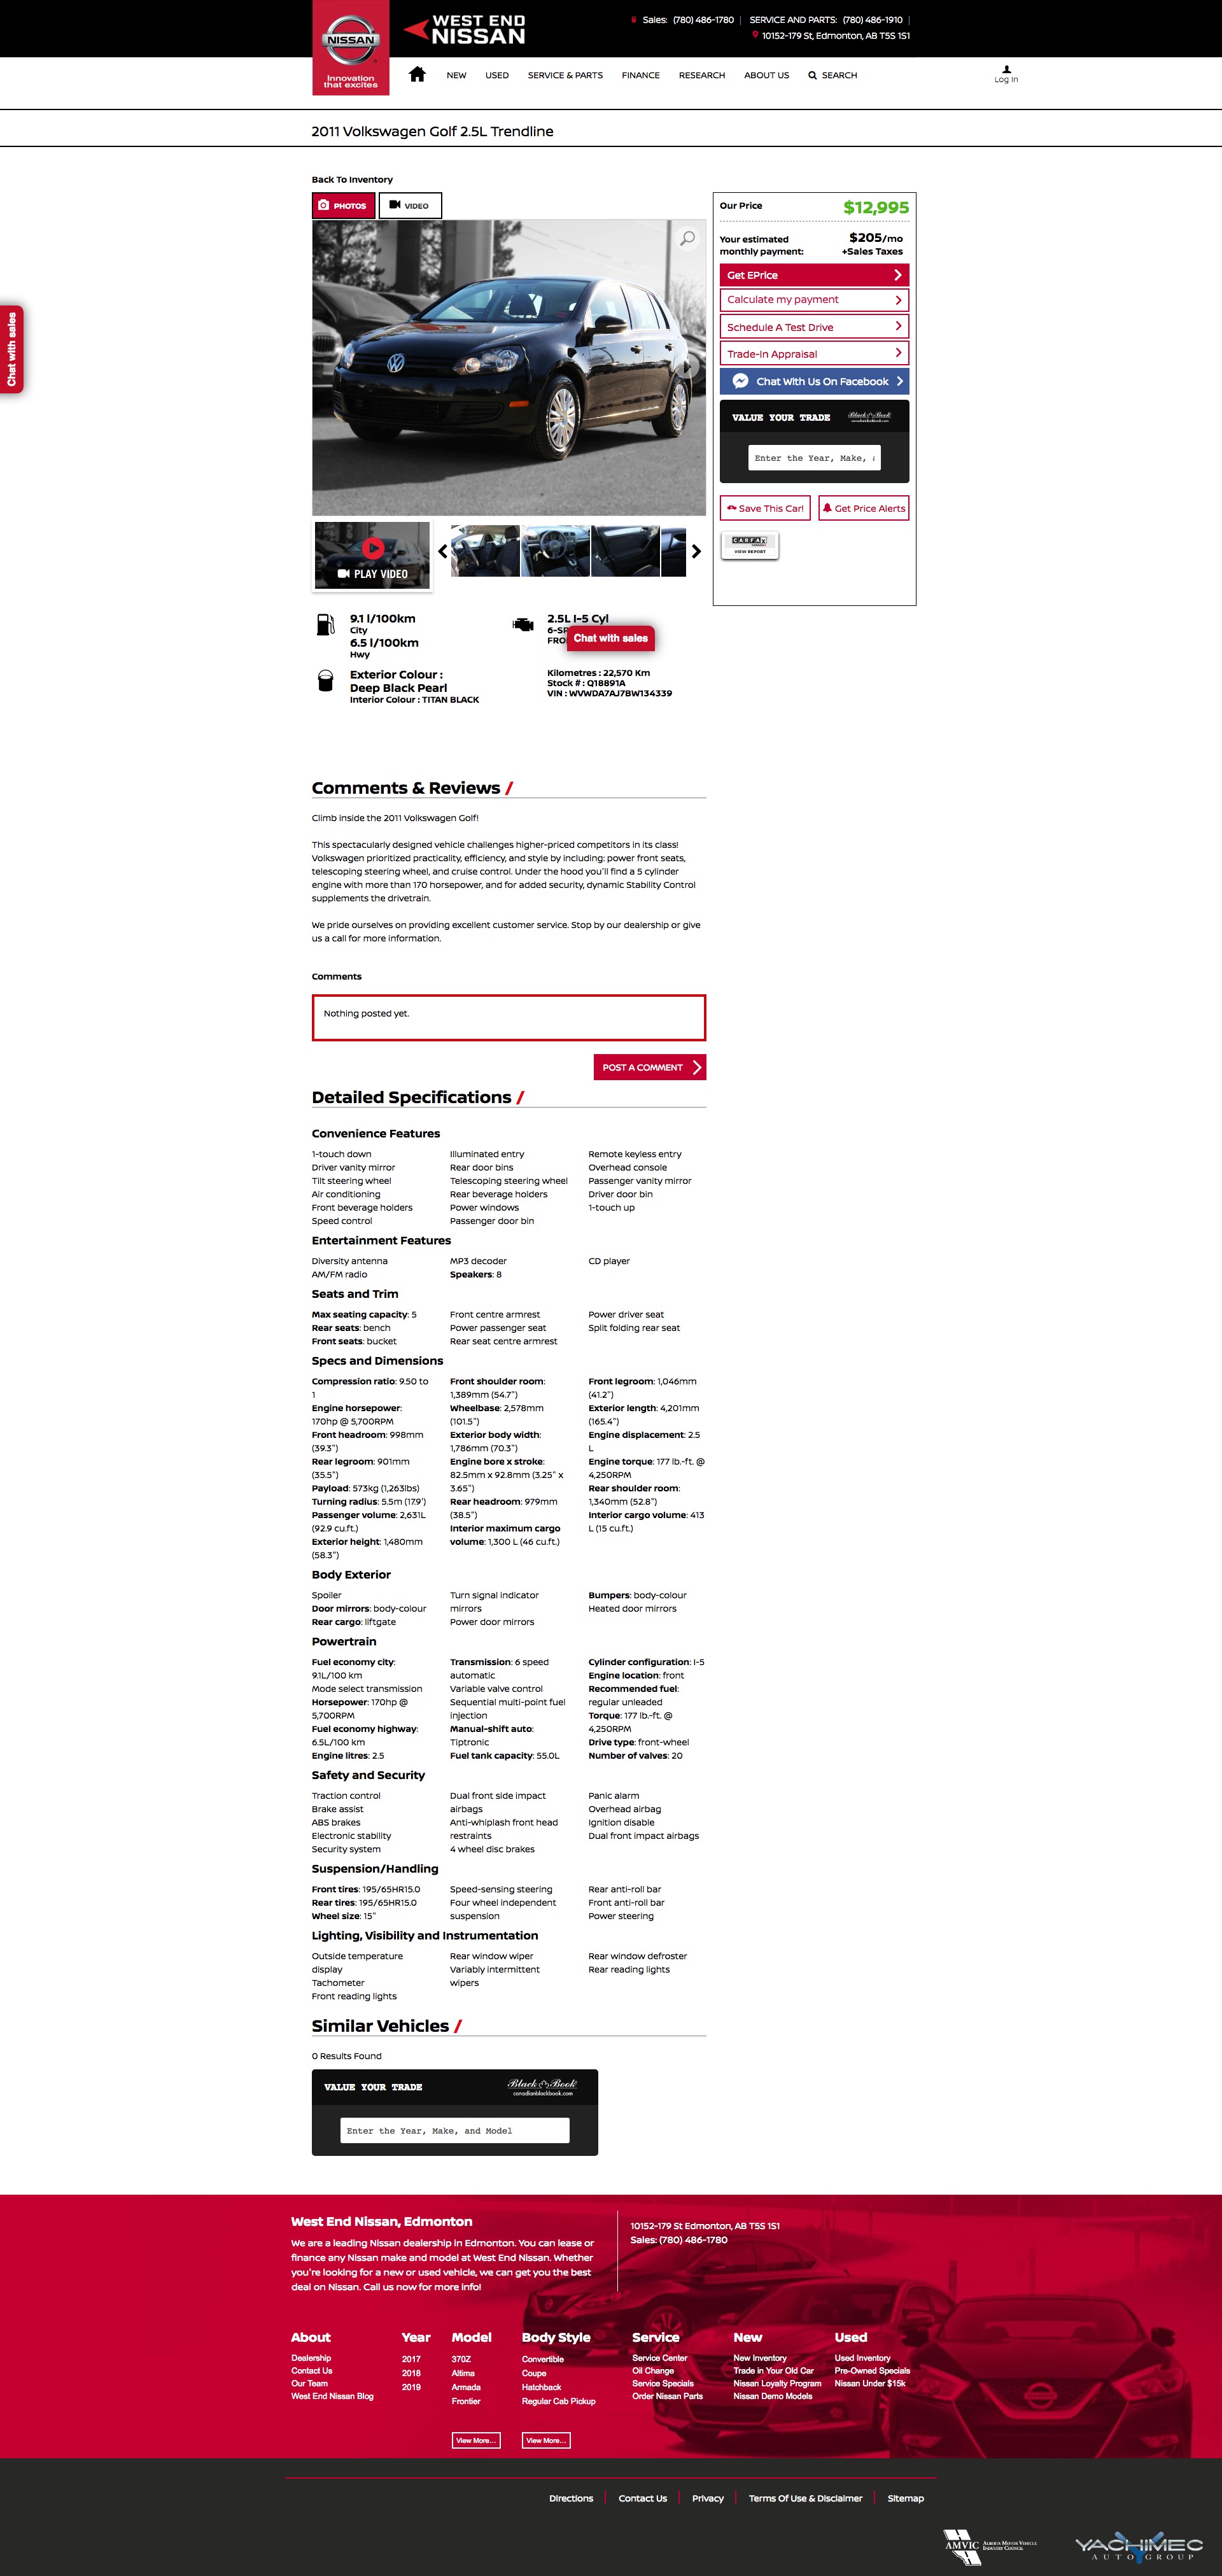 NISSAN
Innovation
that excites
WEST END
NISSAN
Sales: (780) 486-1780 | SERVICE AND PARTS: (780) 486-1910 |
10152-179 St, Edmonton, AB T5S 1S1
NEW USED SERVICE & PARTS FINANCE RESEARCH ABOUT US SEARCH
Log In
2011 Volkswagen Golf 2.5L Trendline
Back To Inventory
PHOTOS VIDEO
Chat with sales
PLAY VIDEO
Our Price $12,995
Your estimated
monthly payment:
$205/mo
+Sales Taxes
Get EPrice
Calculate my payment
Schedule A Test Drive
Trade-In Appraisal
Chat With Us On Facebook
VALUE YOUR TRADE Black Book
canadianblackbook.com
Enter the Year, Make,
Save This Car! Get Price Alerts
CARFAX
VIEW REPORT
9.1 l/100km
City
6.5 l/100km
Hwy
2.5L I-5 Cyl
6-SP
FRO
Chat with sales
Exterior Colour :
Deep Black Pearl
Interior Colour : TITAN BLACK
Kilometres : 22,570 Km
Stock # : Q18891A
VIN : WVWDA7AJ7BW134339
Comments & Reviews /
Climb inside the 2011 Volkswagen Golf!
This spectacularly designed vehicle challenges higher-priced competitors in its class!
Volkswagen prioritized practicality, efficiency, and style by including: power front seats,
telescoping steering wheel, and cruise control. Under the hood you'll find a 5 cylinder
engine with more than 170 horsepower, and for added security, dynamic Stability Control
supplements the drivetrain.
We pride ourselves on providing excellent customer service. Stop by our dealership or give
us a call for more information.
Comments
Nothing posted yet.
POST A COMMENT
Detailed Specifications /
Convenience Features
1-touch down
Driver vanity mirror
Tilt steering wheel
Air conditioning
Front beverage holders
Speed control
Illuminated entry
Rear door bins
Telescoping steering wheel
Rear beverage holders
Power windows
Passenger door bin
Remote keyless entry
Overhead console
Passenger vanity mirror
Driver door bin
1-touch up
Entertainment Features
Diversity antenna
AM/FM radio
MP3 decoder
Speakers: 8
CD player
Seats and Trim
Max seating capacity: 5
Rear seats: bench
Front seats: bucket
Front centre armrest
Power passenger seat
Rear seat centre armrest
Power driver seat
Split folding rear seat
Specs and Dimensions
Compression ratio: 9.50 to
1
Engine horsepower:
170hp @ 5,700RPM
Front headroom: 998mm
(39.3")
Rear legroom: 901mm
(35.5")
Payload: 573kg (1,263lbs)
Turning radius: 5.5m (17.9')
Passenger volume: 2,631L
(92.9 cu.ft.)
Exterior height: 1,480mm
(58.3")
Front shoulder room:
1,389mm (54.7")
Wheelbase: 2,578mm
(101.5")
Exterior body width:
1,786mm (70.3")
Engine bore x stroke:
82.5mm x 92.8mm (3.25" x
3.65")
Rear headroom: 979mm
(38.5")
Interior maximum cargo
volume: 1,300 L (46 cu.ft.)
Front legroom: 1,046mm
(41.2")
Exterior length: 4,201mm
(165.4")
Engine displacement: 2.5
L
Engine torque: 177 lb.-ft. @
4,250RPM
Rear shoulder room:
1,340mm (52.8")
Interior cargo volume: 413
L (15 cu.ft.)
Body Exterior
Spoiler
Door mirrors: body-colour
Rear cargo: liftgate
Turn signal indicator
mirrors
Power door mirrors
Bumpers: body-colour
Heated door mirrors
Powertrain
Fuel economy city:
9.1L/100 km
Mode select transmission
Horsepower: 170hp @
5,700RPM
Fuel economy highway:
6.5L/100 km
Engine litres: 2.5
Transmission: 6 speed
automatic
Variable valve control
Sequential multi-point fuel
injection
Manual-shift auto:
Tiptronic
Fuel tank capacity: 55.0L
Cylinder configuration: I-5
Engine location: front
Recommended fuel:
regular unleaded
Torque: 177 lb.-ft. @
4,250RPM
Drive type: front-wheel
Number of valves: 20
Safety and Security
Traction control
Brake assist
ABS brakes
Electronic stability
Security system
Dual front side impact
airbags
Anti-whiplash front head
restraints
4 wheel disc brakes
Panic alarm
Overhead airbag
Ignition disable
Dual front impact airbags
Suspension/Handling
Front tires: 195/65HR15.0
Rear tires: 195/65HR15.0
Wheel size: 15"
Speed-sensing steering
Four wheel independent
suspension
Rear anti-roll bar
Front anti-roll bar
Power steering
Lighting, Visibility and Instrumentation
Outside temperature
display
Tachometer
Front reading lights
Rear window wiper
Variably intermittent
wipers
Rear window defroster
Rear reading lights
Similar Vehicles /
0 Results Found
VALUE YOUR TRADE Black Book
canadianblackbook.com
Enter the Year, Make, and Model
West End Nissan, Edmonton
We are a leading Nissan dealership in Edmonton. You can lease or
finance any Nissan make and model at West End Nissan. Whether
you're looking for a new or used vehicle, we can get you the best
deal on Nissan. Call us now for more info!
10152-179 St Edmonton, AB T5S 1S1
Sales: (780) 486-1780
About
Dealership
Contact Us
Our Team
West End Nissan Blog
Year
2017
2018
2019
Model
370Z
Altima
Armada
Frontier
View More...
Body Style
Convertible
Coupe
Hatchback
Regular Cab Pickup
View More...
Service
Service Center
Oil Change
Service Specials
Order Nissan Parts
New
New Inventory
Trade in Your Old Car
Nissan Loyalty Program
Nissan Demo Models
Used
Used Inventory
Pre-Owned Specials
Nissan Under $15k
Directions Contact Us Privacy Terms Of Use & Disclaimer Sitemap
AMVIC ALBERTA MOTOR VEHICLE
INDUSTRY COUNCIL
YACHIMEC
AUTO GROUP